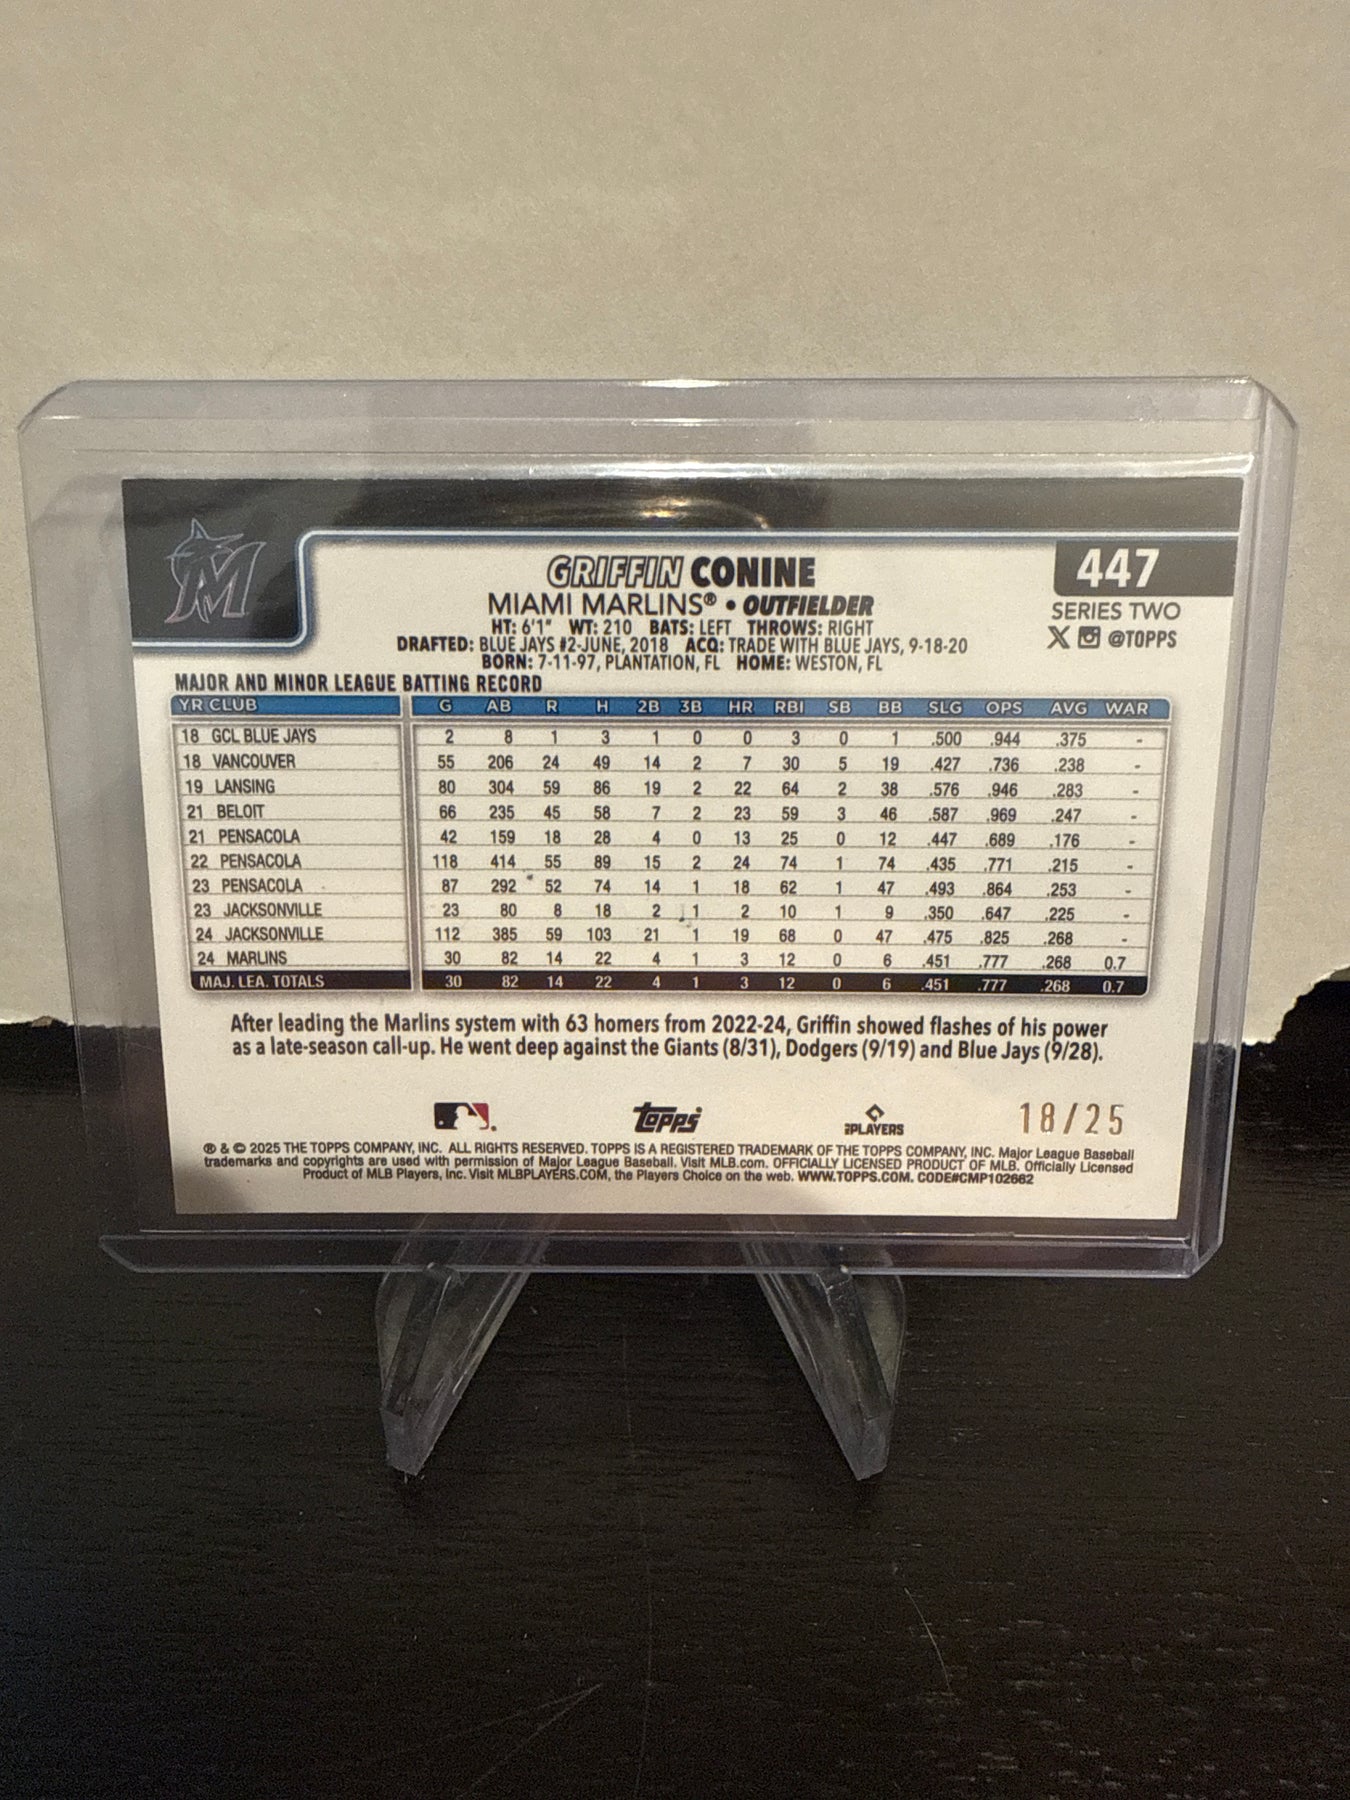 M
GRIFFIN CONINE
447
MIAMI MARLINS® • OUTFIELDER
SERIES TWO
HT: 6'1" WT: 210 BATS: LEFT THROWS: RIGHT
X @TOPPS
DRAFTED: BLUE JAYS #2-JUNE, 2018 ACQ: TRADE WITH BLUE JAYS, 9-18-20
BORN: 7-11-97, PLANTATION, FL HOME: WESTON, FL
MAJOR AND MINOR LEAGUE BATTING RECORD
YR CLUB G AB R H 2B 3B HR RBI SB BB SLG OPS AVG WAR
18 GCL BLUE JAYS 2 8 1 3 1 0 0 3 0 1 .500 .944 .375 -
18 VANCOUVER 55 206 24 49 14 2 7 30 5 19 .427 .736 .238 -
19 LANSING 80 304 59 86 19 2 22 64 2 38 .576 .946 .283 -
21 BELOIT 66 235 45 58 7 2 23 59 3 46 .587 .969 .247 -
21 PENSACOLA 42 159 18 28 4 0 13 25 0 12 .447 .689 .176 -
22 PENSACOLA 118 414 55 89 15 2 24 74 1 74 .435 .771 .215 -
23 PENSACOLA 87 292 52 74 14 1 18 62 1 47 .493 .864 .253 -
23 JACKSONVILLE 23 80 8 18 2 1 2 10 1 9 .350 .647 .225 -
24 JACKSONVILLE 112 385 59 103 21 1 19 68 0 47 .475 .825 .268 -
24 MARLINS 30 82 14 22 4 1 3 12 0 6 .451 .777 .268 0.7
MAJ. LEA. TOTALS 30 82 14 22 4 1 3 12 0 6 .451 .777 .268 0.7
After leading the Marlins system with 63 homers from 2022-24, Griffin showed flashes of his power
as a late-season call-up. He went deep against the Giants (8/31), Dodgers (9/19) and Blue Jays (9/28).
topps
PLAYERS
18/25
® & © 2025 THE TOPPS COMPANY, INC. ALL RIGHTS RESERVED. TOPPS IS A REGISTERED TRADEMARK OF THE TOPPS COMPANY, INC. Major League Baseball
trademarks and copyrights are used with permission of Major League Baseball. Visit MLB.com. OFFICIALLY LICENSED PRODUCT OF MLB. Officially Licensed
Product of MLB Players, Inc. Visit MLBPLAYERS.COM, the Players Choice on the web. WWW.TOPPS.COM. CODE#CMP102662